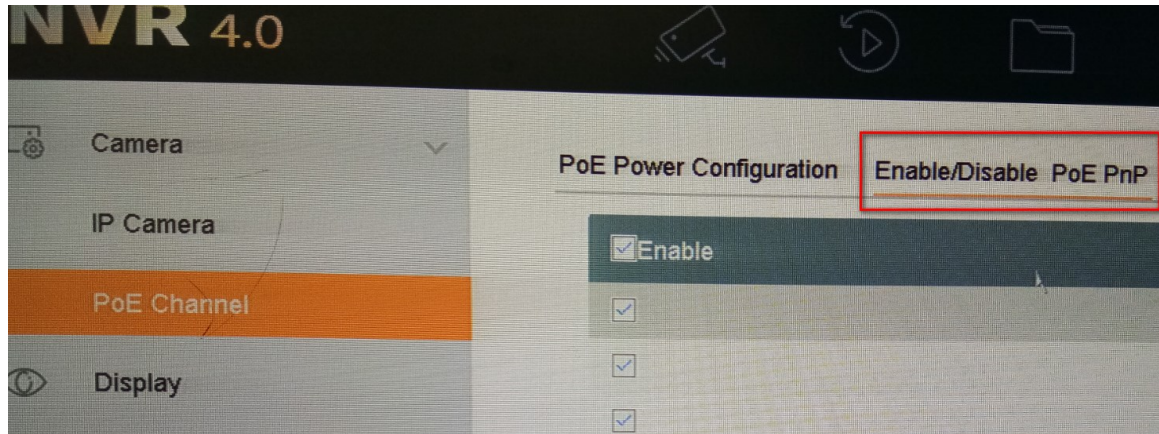 NVR 4.0
Camera
IP Camera
PoE Channel
Display
PoE Power Configuration
Enable/Disable PoE PnP
Enable